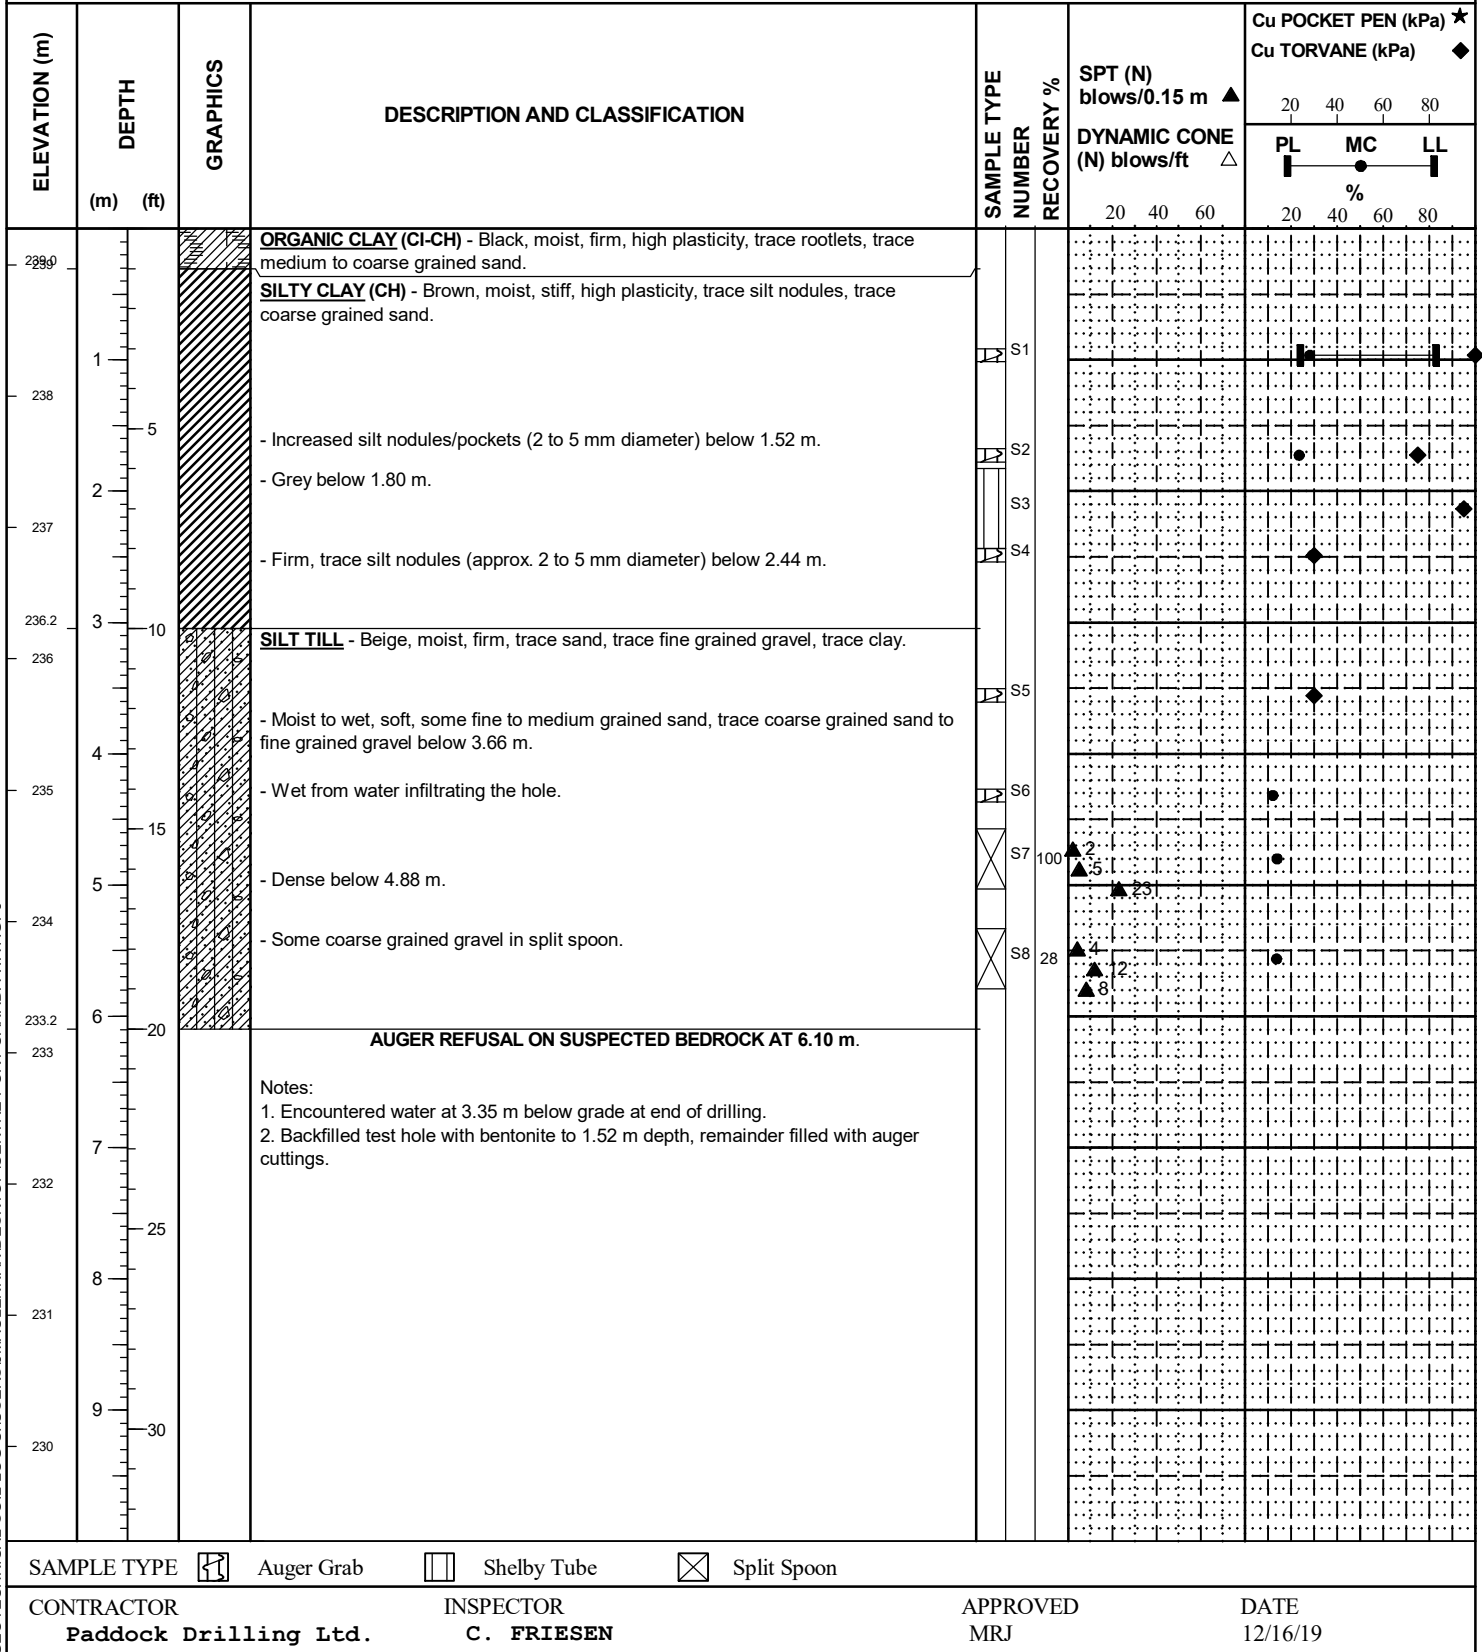 ELEVATION (m)
DEPTH
(m) (ft)
GRAPHICS
DESCRIPTION AND CLASSIFICATION
SAMPLE TYPE
NUMBER
RECOVERY %
SPT (N)
blows/0.15 m ▲
DYNAMIC CONE
(N) blows/ft △
20 40 60
Cu POCKET PEN (kPa) ★
Cu TORVANE (kPa) ◆
20 40 60 80
PL MC LL
%
20 40 60 80
ORGANIC CLAY (CI-CH) - Black, moist, firm, high plasticity, trace rootlets, trace
medium to coarse grained sand.
239.0
239
SILTY CLAY (CH) - Brown, moist, stiff, high plasticity, trace silt nodules, trace
coarse grained sand.
S1
1
238
5
- Increased silt nodules/pockets (2 to 5 mm diameter) below 1.52 m.
S2
- Grey below 1.80 m.
2
S3
237
S4
- Firm, trace silt nodules (approx. 2 to 5 mm diameter) below 2.44 m.
236.2
3
10
SILT TILL - Beige, moist, firm, trace sand, trace fine grained gravel, trace clay.
236
S5
- Moist to wet, soft, some fine to medium grained sand, trace coarse grained sand to
fine grained gravel below 3.66 m.
4
235
- Wet from water infiltrating the hole.
S6
15
S7 100
2
5
23
- Dense below 4.88 m.
5
234
- Some coarse grained gravel in split spoon.
S8 28
4
12
8
6
233.2
20
AUGER REFUSAL ON SUSPECTED BEDROCK AT 6.10 m.
233
Notes:
1. Encountered water at 3.35 m below grade at end of drilling.
2. Backfilled test hole with bentonite to 1.52 m depth, remainder filled with auger
cuttings.
7
232
25
8
231
9
30
230
SAMPLE TYPE Auger Grab Shelby Tube Split Spoon
CONTRACTOR
Paddock Drilling Ltd.
INSPECTOR
C. FRIESEN
APPROVED
MRJ
DATE
12/16/19